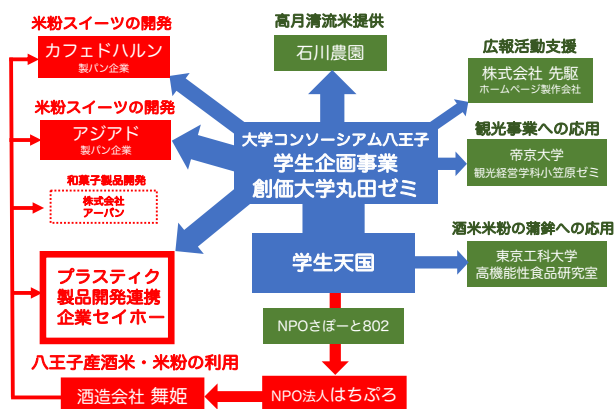 米粉スイーツの開発
カフェドハルン
製パン企業
米粉スイーツの開発
アジアド
製パン企業
和菓子製品開発
株式会社
アーバン
プラスティク
製品開発連携
企業セイホー
八王子産酒米・米粉の利用
酒造会社 舞姫
高月清流米提供
石川農園
大学コンソーシアム八王子
学生企画事業
創価大学丸田ゼミ
学生天国
NPOさぽーと802
NPO法人はちぷろ
広報活動支援
株式会社 先駆
ホームページ製作会社
観光事業への応用
帝京大学
観光経営学科小笠原ゼミ
酒米米粉の蒲鉾への応用
東京工科大学
高機能性食品研究室